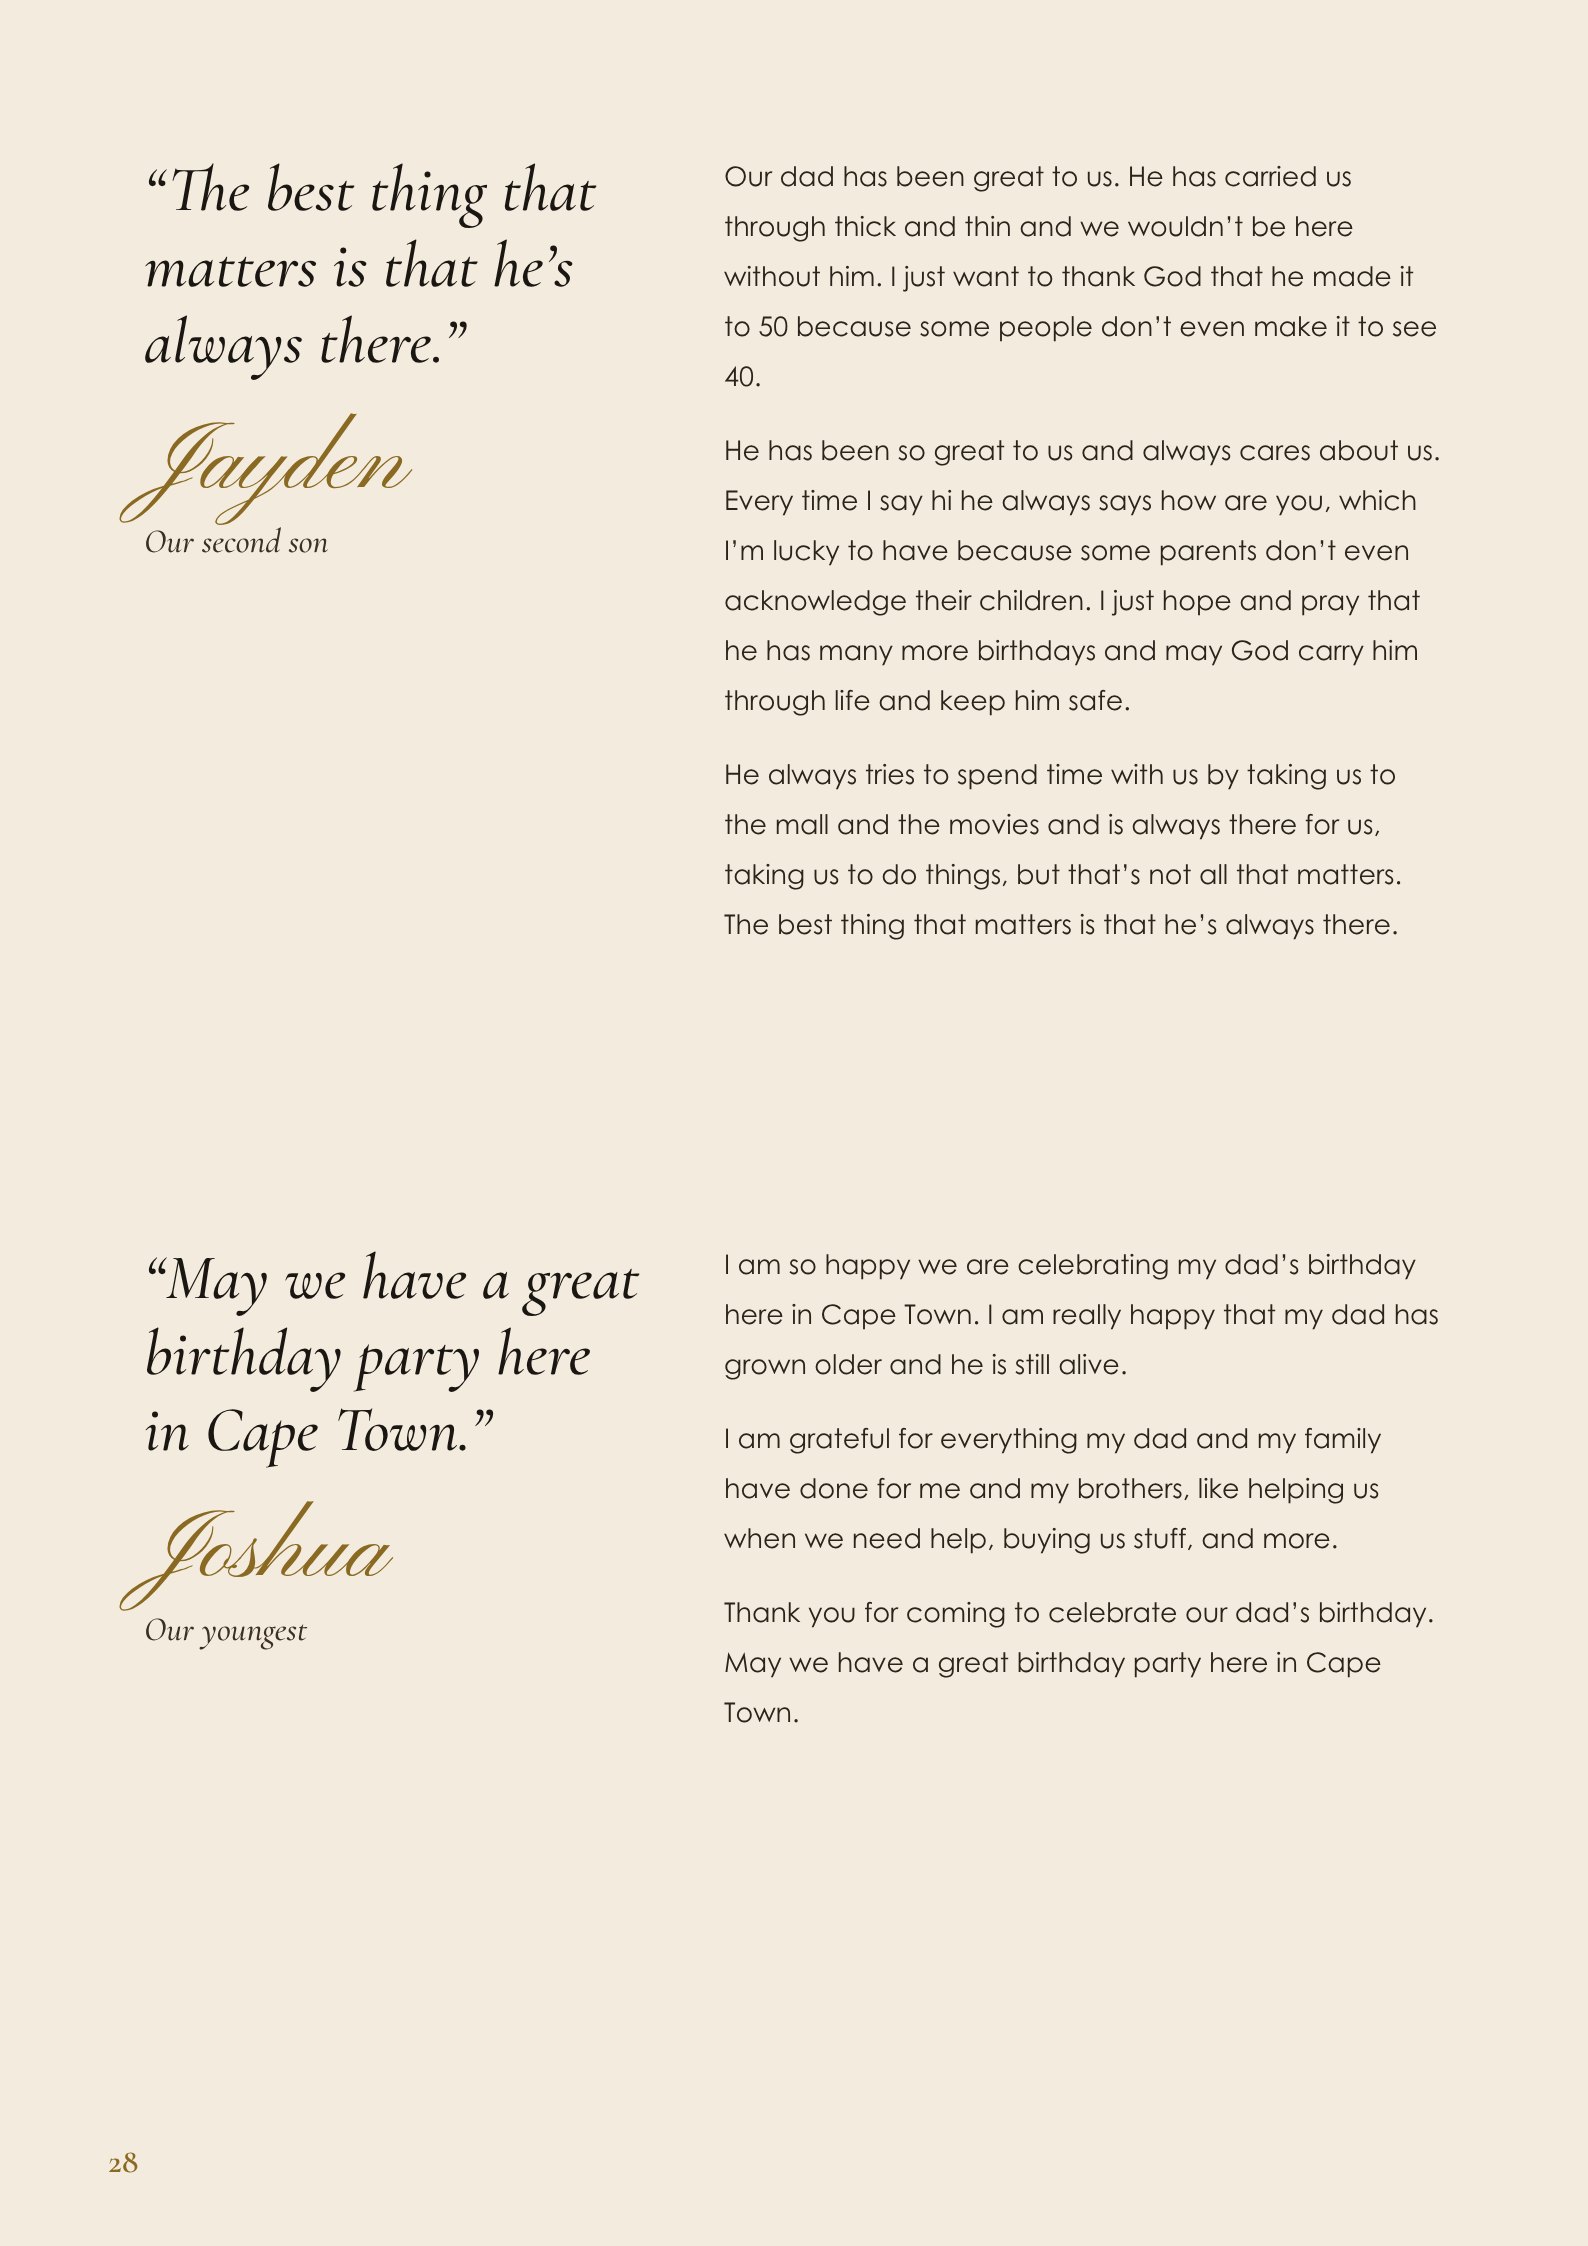 “The best thing that
matters is that he’s
always there.”
Jayden
Our second son
Our dad has been great to us. He has carried us
through thick and thin and we wouldn’t be here
without him. I just want to thank God that he made it
to 50 because some people don’t even make it to see
40.
He has been so great to us and always cares about us.
Every time I say hi he always says how are you, which
I’m lucky to have because some parents don’t even
acknowledge their children. I just hope and pray that
he has many more birthdays and may God carry him
through life and keep him safe.
He always tries to spend time with us by taking us to
the mall and the movies and is always there for us,
taking us to do things, but that’s not all that matters.
The best thing that matters is that he’s always there.
“May we have a great
birthday party here
in Cape Town.”
Joshua
Our youngest
I am so happy we are celebrating my dad’s birthday
here in Cape Town. I am really happy that my dad has
grown older and he is still alive.
I am grateful for everything my dad and my family
have done for me and my brothers, like helping us
when we need help, buying us stuff, and more.
Thank you for coming to celebrate our dad’s birthday.
May we have a great birthday party here in Cape
Town.
28